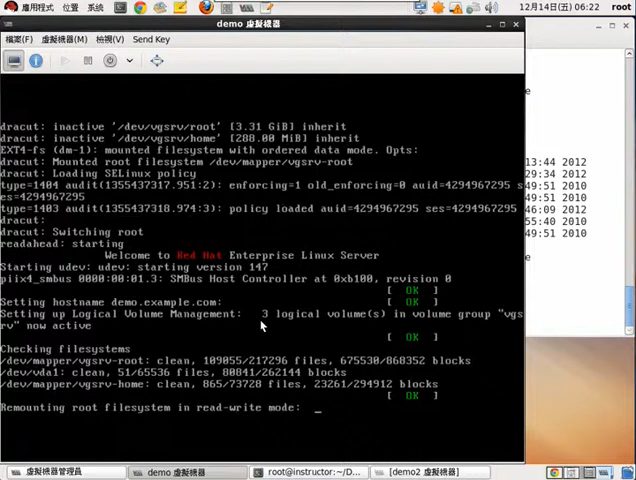 應用程式 位置 系統
12月14日(五) 06:22 root
demo 虛擬機器
檔案(F) 虛擬機器(M) 檢視(V) Send Key
dracut: inactive '/dev/vgsrv/root' [3.31 GiB] inherit
dracut: inactive '/dev/vgsrv/home' [288.00 MiB] inherit
EXT4-fs (dm-1): mounted filesystem with ordered data mode. Opts:
dracut: Mounted root filesystem /dev/mapper/vgsrv-root
dracut: Loading SELinux policy
type=1404 audit(1355437317.951:2): enforcing=1 old_enforcing=0 auid=4294967295 s
es=4294967295
type=1403 audit(1355437318.974:3): policy loaded auid=4294967295 ses=4294967295
dracut:
dracut: Switching root
readahead: starting
Welcome to Red Hat Enterprise Linux Server
Starting udev: udev: starting version 147
piix4_smbus 0000:00:01.3: SMBus Host Controller at 0xb100, revision 0
[ OK ]
Setting hostname demo.example.com: [ OK ]
Setting up Logical Volume Management: 3 logical volume(s) in volume group "vgs
rv" now active
[ OK ]
Checking filesystems
/dev/mapper/vgsrv-root: clean, 109055/217296 files, 675530/868352 blocks
/dev/vda1: clean, 51/65536 files, 80841/262144 blocks
/dev/mapper/vgsrv-home: clean, 865/73728 files, 23261/294912 blocks
[ OK ]
Remounting root filesystem in read-write mode: _
e
13:44 2012
29:34 2012
49:51 2010
46:09 2012
55:40 2010
49:51 2010
e
虛擬機器管理員
demo 虛擬機器
root@instructor:~/D...
[demo2 虛擬機器]